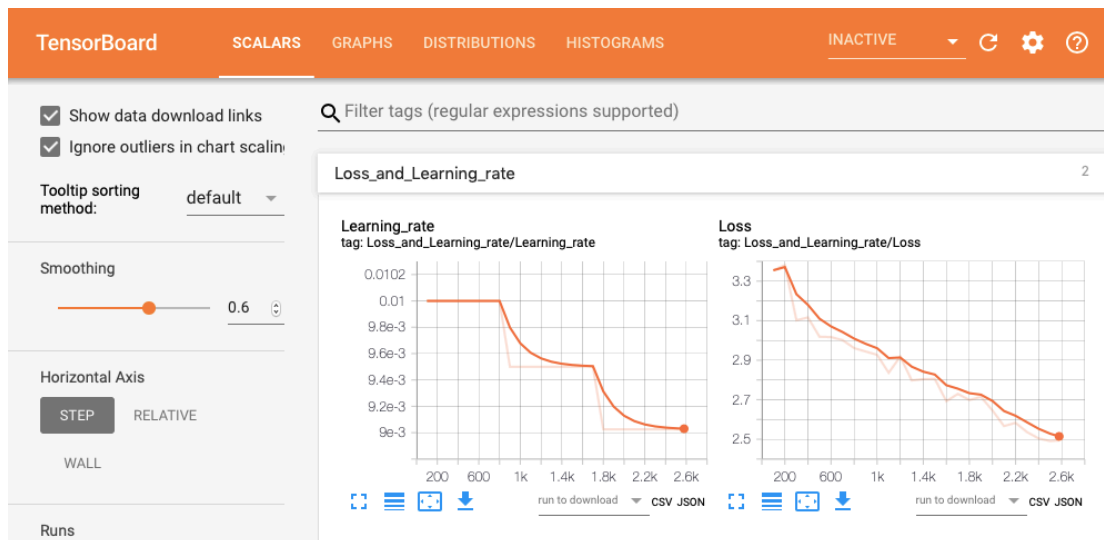 TensorBoard SCALARS GRAPHS DISTRIBUTIONS HISTOGRAMS INACTIVE
Show data download links
Ignore outliers in chart scaling
Tooltip sorting
method:
default
Smoothing
0.6
Horizontal Axis
STEP RELATIVE
WALL
Runs
Filter tags (regular expressions supported)
Loss_and_Learning_rate 2
Learning_rate
tag: Loss_and_Learning_rate/Learning_rate
0.0102
0.01
9.8e-3
9.6e-3
9.4e-3
9.2e-3
9e-3
200 600 1k 1.4k 1.8k 2.2k 2.6k
run to download CSV JSON
Loss
tag: Loss_and_Learning_rate/Loss
3.3
3.1
2.9
2.7
2.5
200 600 1k 1.4k 1.8k 2.2k 2.6k
run to download CSV JSON